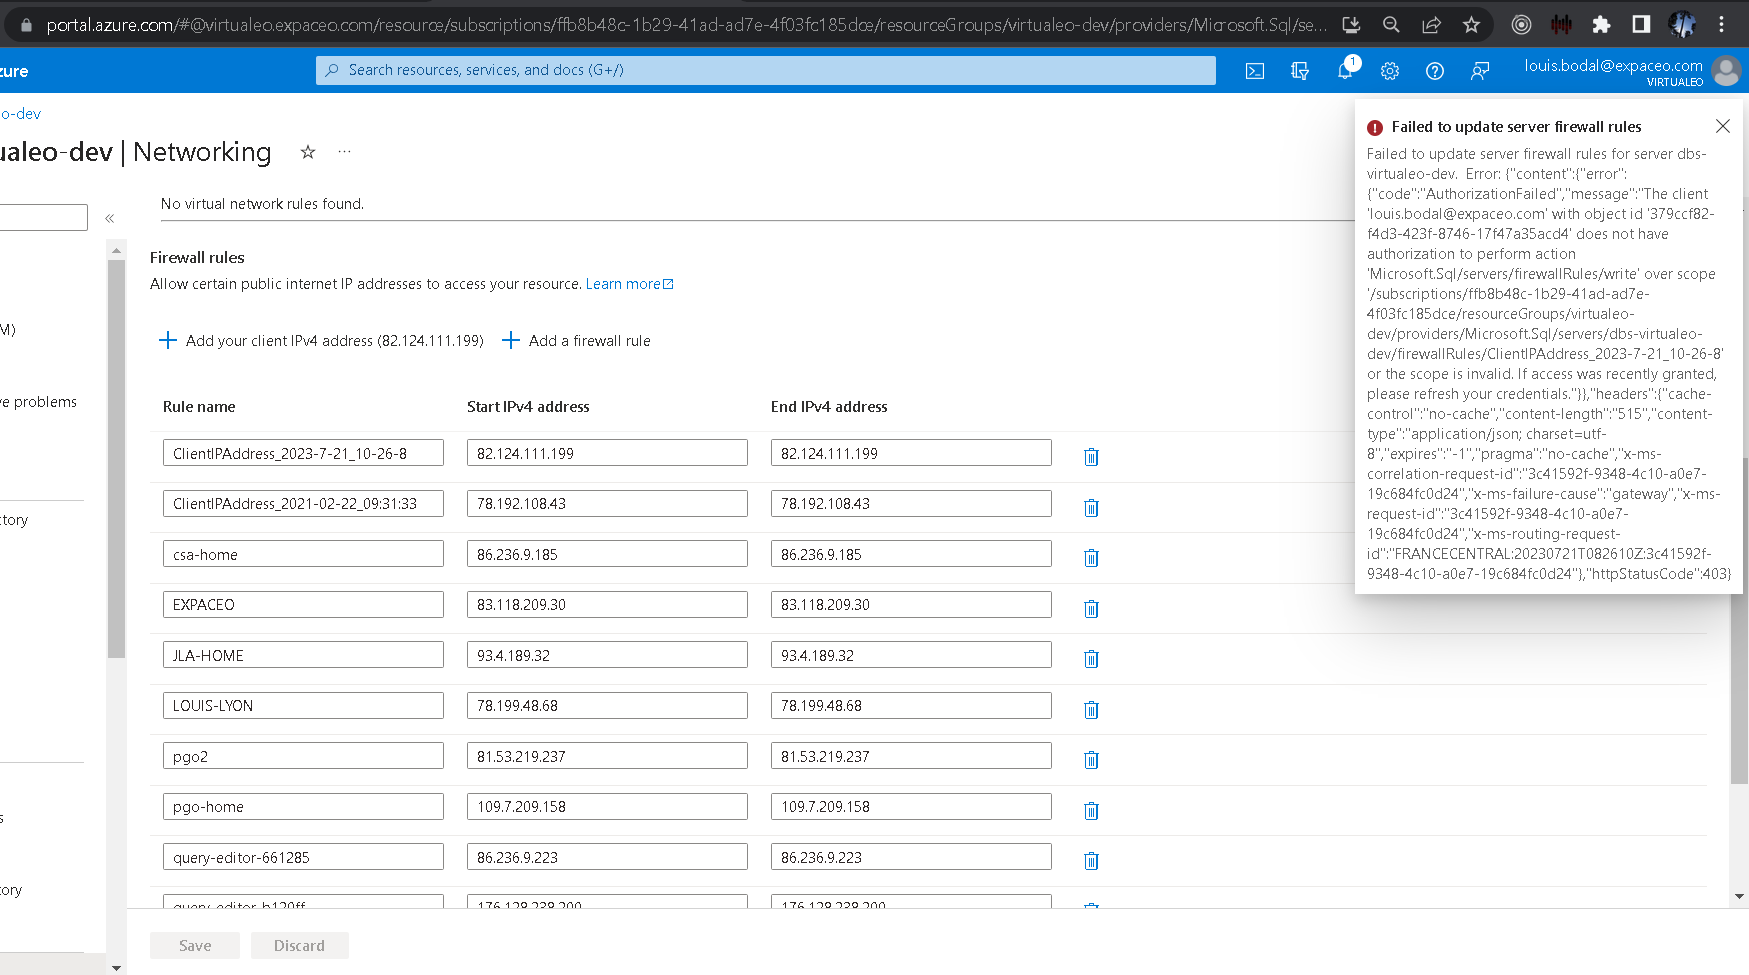 portal.azure.com/#@virtualeo.expaceo.com/resource/subscriptions/ffb8b48c-1b29-41ad-ad7e-4f03fc185dce/resourceGroups/virtualeo-dev/providers/Microsoft.Sql/se...
zure
Search resources, services, and docs (G+/)
1
louis.bodal@expaceo.com
VIRTUALEO
o-dev
ualeo-dev | Networking
...
No virtual network rules found.
«
Firewall rules
Allow certain public internet IP addresses to access your resource. Learn more
M)
Add your client IPv4 address (82.124.111.199) Add a firewall rule
ve problems
Rule name Start IPv4 address End IPv4 address
ClientIPAddress_2023-7-21_10-26-8 82.124.111.199 82.124.111.199
ClientIPAddress_2021-02-22_09:31:33 78.192.108.43 78.192.108.43
tory
csa-home 86.236.9.185 86.236.9.185
EXPACEO 83.118.209.30 83.118.209.30
JLA-HOME 93.4.189.32 93.4.189.32
LOUIS-LYON 78.199.48.68 78.199.48.68
pgo2 81.53.219.237 81.53.219.237
pgo-home 109.7.209.158 109.7.209.158
s
query-editor-661285 86.236.9.223 86.236.9.223
ory
query-editor-b120ff 176.128.238.200 176.128.238.200
Save Discard
Failed to update server firewall rules
Failed to update server firewall rules for server dbs-
virtualeo-dev. Error: {"content":{"error":
{"code":"AuthorizationFailed","message":"The client
'louis.bodal@expaceo.com' with object id '379ccf82-
f4d3-423f-8746-17f47a35acd4' does not have
authorization to perform action
'Microsoft.Sql/servers/firewallRules/write' over scope
'/subscriptions/ffb8b48c-1b29-41ad-ad7e-
4f03fc185dce/resourceGroups/virtualeo-
dev/providers/Microsoft.Sql/servers/dbs-virtualeo-
dev/firewallRules/ClientIPAddress_2023-7-21_10-26-8'
or the scope is invalid. If access was recently granted,
please refresh your credentials."}},"headers":{"cache-
control":"no-cache","content-length":"515","content-
type":"application/json; charset=utf-
8","expires":"-1","pragma":"no-cache","x-ms-
correlation-request-id":"3c41592f-9348-4c10-a0e7-
19c684fc0d24","x-ms-failure-cause":"gateway","x-ms-
request-id":"3c41592f-9348-4c10-a0e7-
19c684fc0d24","x-ms-routing-request-
id":"FRANCECENTRAL:20230721T082610Z:3c41592f-
9348-4c10-a0e7-19c684fc0d24"},"httpStatusCode":403}